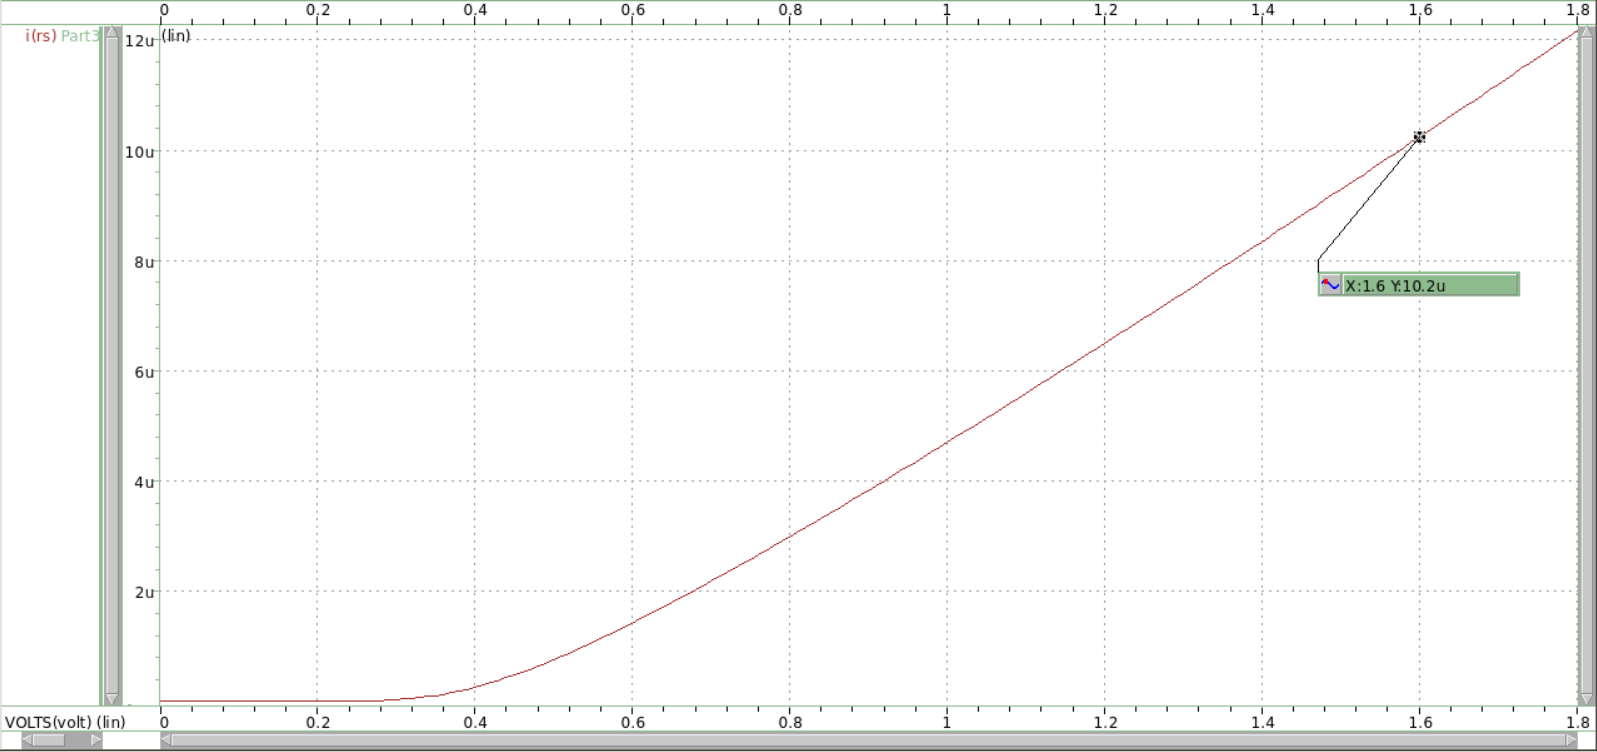 0 0.2 0.4 0.6 0.8 1 1.2 1.4 1.6 1.8
i(rs) Part3
(lin)
12u
10u
8u
X:1.6 Y:10.2u
6u
4u
2u
VOLTS(volt) (lin) 0 0.2 0.4 0.6 0.8 1 1.2 1.4 1.6 1.8